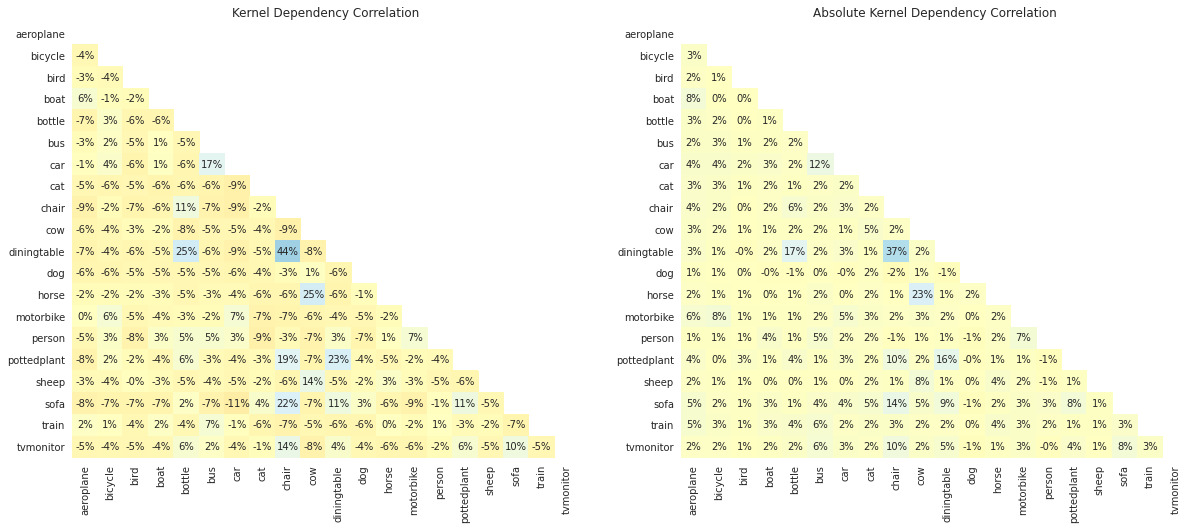 Kernel Dependency Correlation
aeroplane
bicycle -4%
bird -3% -4%
boat 6% -1% -2%
bottle -7% 3% -6% -6%
bus -3% 2% -5% 1% -5%
car -1% 4% -6% 1% -6% 17%
cat -5% -6% -5% -6% -6% -6% -9%
chair -9% -2% -7% -6% 11% -7% -9% -2%
cow -6% -4% -3% -2% -8% -5% -5% -4% -9%
diningtable -7% -4% -6% -5% 25% -6% -9% -5% 44% -8%
dog -6% -6% -5% -5% -5% -5% -6% -4% -3% 1% -6%
horse -2% -2% -2% -3% -5% -3% -4% -6% -6% 25% -6% -1%
motorbike 0% 6% -5% -4% -3% -2% 7% -7% -7% -6% -4% -5% -2%
person -5% 3% -8% 3% 5% 5% 3% -9% -3% -7% 3% -7% 1% 7%
pottedplant -8% 2% -2% -4% 6% -3% -4% -3% 19% -7% 23% -4% -5% -2% -4%
sheep -3% -4% -0% -3% -5% -4% -5% -2% -6% 14% -5% -2% 3% -3% -5% -6%
sofa -8% -7% -7% -7% 2% -7% -11% 4% 22% -7% 11% 3% -6% -9% -1% 11% -5%
train 2% 1% -4% 2% -4% 7% -1% -6% -7% -5% -6% -6% 0% -2% 1% -3% -2% -7%
tvmonitor -5% -4% -5% -4% 6% 2% -4% -1% 14% -8% 4% -4% -6% -6% -2% 6% -5% 10% -5%
aeroplane bicycle bird boat bottle bus car cat chair cow diningtable dog horse motorbike person pottedplant sheep sofa train tvmonitor
Absolute Kernel Dependency Correlation
aeroplane
bicycle 3%
bird 2% 1%
boat 8% 0% 0%
bottle 3% 2% 0% 1%
bus 2% 3% 1% 2% 2%
car 4% 4% 2% 3% 2% 12%
cat 3% 3% 1% 2% 1% 2% 2%
chair 4% 2% 0% 2% 6% 2% 3% 2%
cow 3% 2% 1% 1% 2% 2% 1% 5% 2%
diningtable 3% 1% -0% 2% 17% 2% 3% 1% 37% 2%
dog 1% 1% 0% -0% -1% 0% -0% 2% -2% 1% -1%
horse 2% 1% 1% 0% 1% 2% 0% 2% 1% 23% 1% 2%
motorbike 6% 8% 1% 1% 1% 2% 5% 3% 2% 3% 2% 0% 2%
person 1% 1% 1% 4% 1% 5% 2% 2% -1% 1% 1% -1% 2% 7%
pottedplant 4% 0% 3% 1% 4% 1% 3% 2% 10% 2% 16% -0% 1% 2% -1%
sheep 2% 1% 1% 0% 0% 1% 0% 2% 1% 8% 1% 0% 4% 2% -1% 1%
sofa 5% 2% 1% 3% 1% 4% 4% 5% 14% 5% 9% -1% 2% 3% 3% 8% 1%
train 5% 3% 1% 3% 4% 6% 2% 2% 3% 2% 2% 0% 4% 3% 2% 1% 1% 3%
tvmonitor 2% 2% 1% 2% 2% 6% 3% 2% 10% 2% 5% -1% 1% 3% -0% 4% 1% 8% 3%
aeroplane bicycle bird boat bottle bus car cat chair cow diningtable dog horse motorbike person pottedplant sheep sofa train tvmonitor